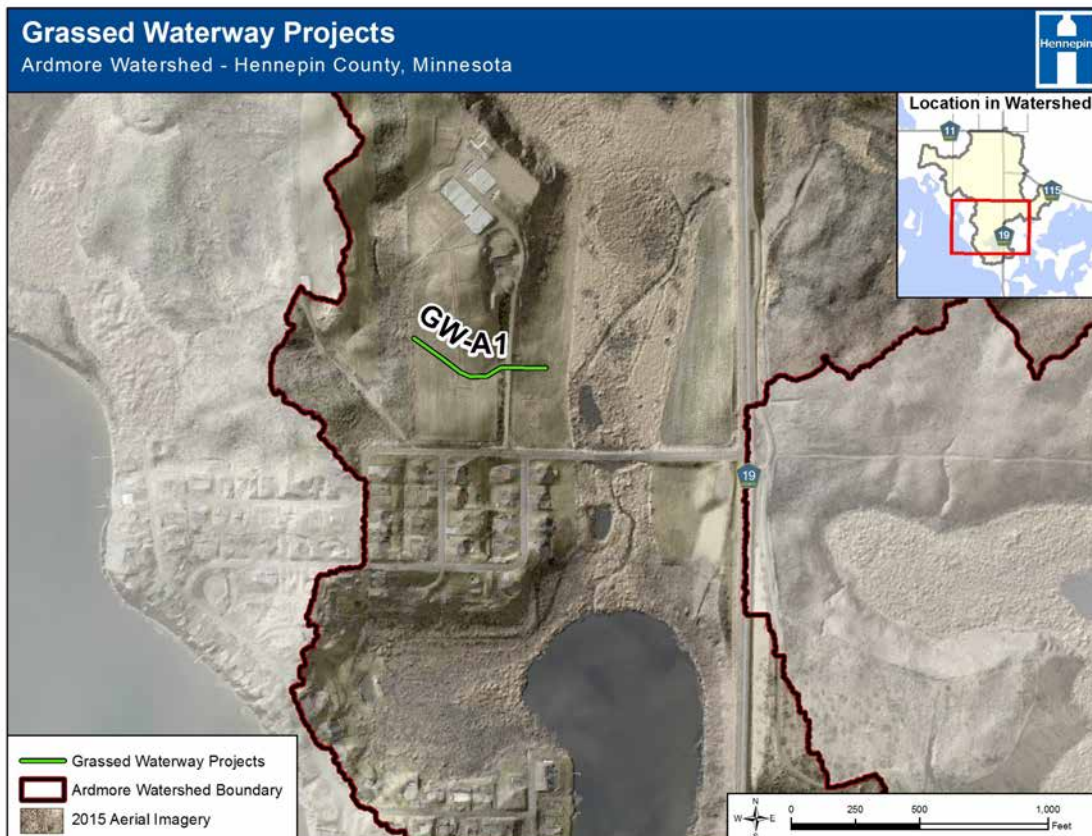 Grassed Waterway Projects
Ardmore Watershed - Hennepin County, Minnesota
Hennepin
Location in Watershed
11
115
19
GW-A1
19
Grassed Waterway Projects
Ardmore Watershed Boundary
2015 Aerial Imagery
N
W E
S
0 250 500 1,000
Feet